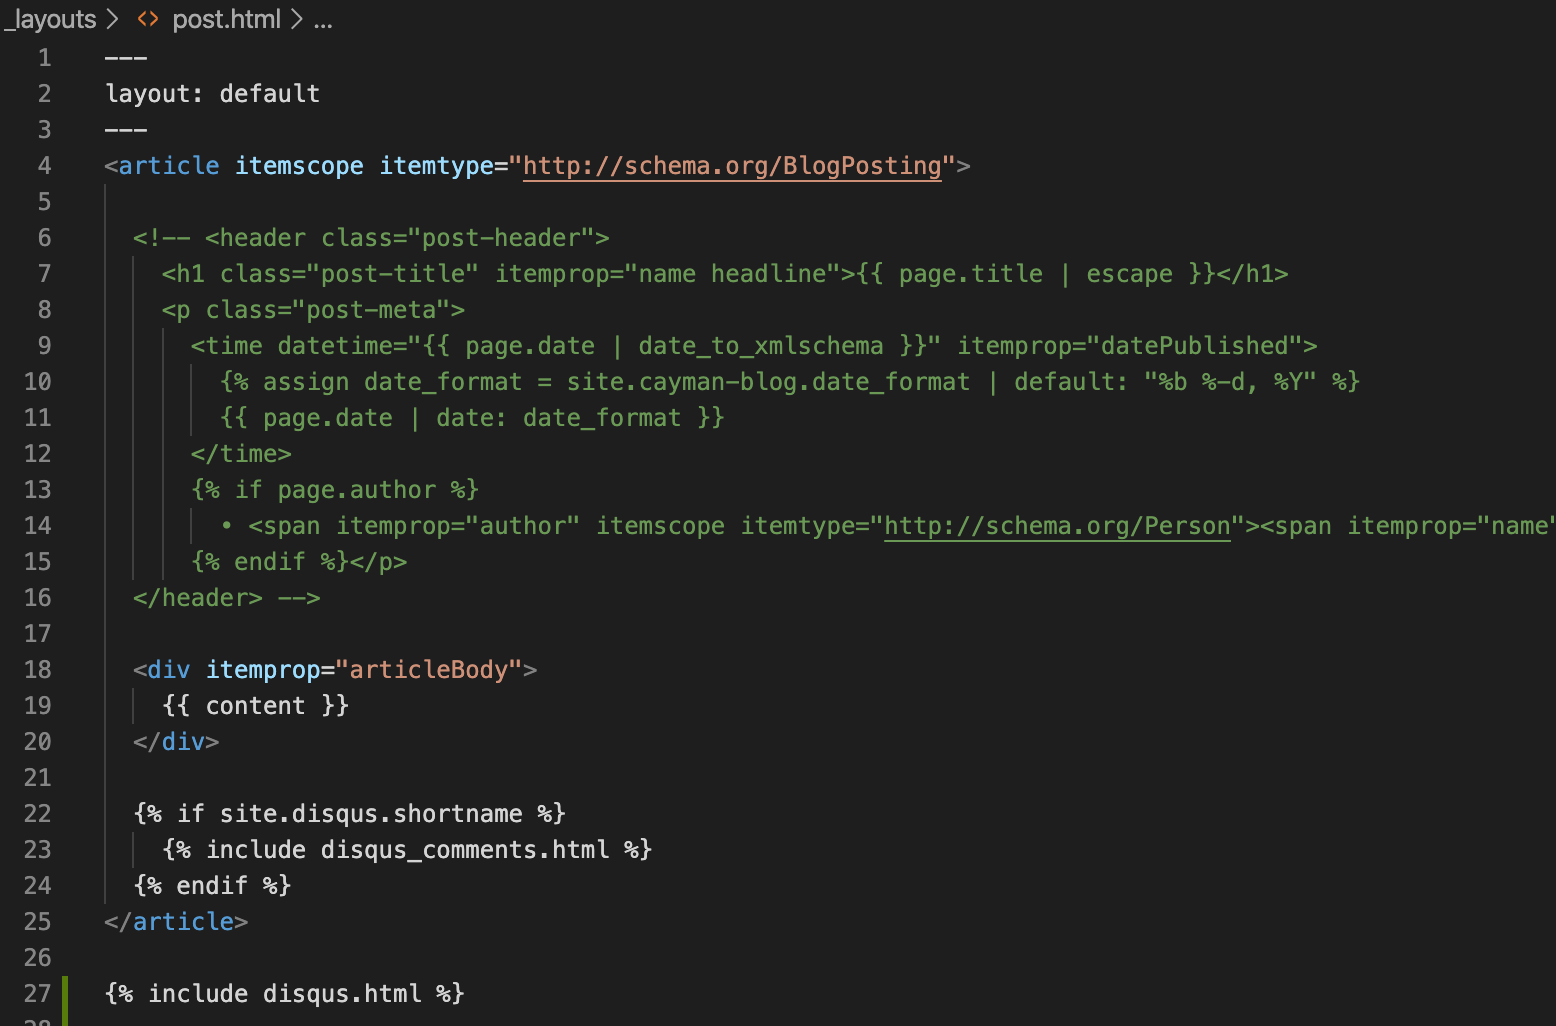 _layouts > <> post.html > ...
1 ---
2 layout: default
3 ---
4 <article itemscope itemtype="http://schema.org/BlogPosting">
5
6   <!-- <header class="post-header">
7     <h1 class="post-title" itemprop="name headline">{{ page.title | escape }}</h1>
8     <p class="post-meta">
9       <time datetime="{{ page.date | date_to_xmlschema }}" itemprop="datePublished">
10         {% assign date_format = site.cayman-blog.date_format | default: "%b %-d, %Y" %}
11         {{ page.date | date: date_format }}
12       </time>
13       {% if page.author %}
14         • <span itemprop="author" itemscope itemtype="http://schema.org/Person"><span itemprop="name"
15       {% endif %}</p>
16   </header> -->
17
18   <div itemprop="articleBody">
19     {{ content }}
20   </div>
21
22   {% if site.disqus.shortname %}
23     {% include disqus_comments.html %}
24   {% endif %}
25 </article>
26
27 {% include disqus.html %}
28